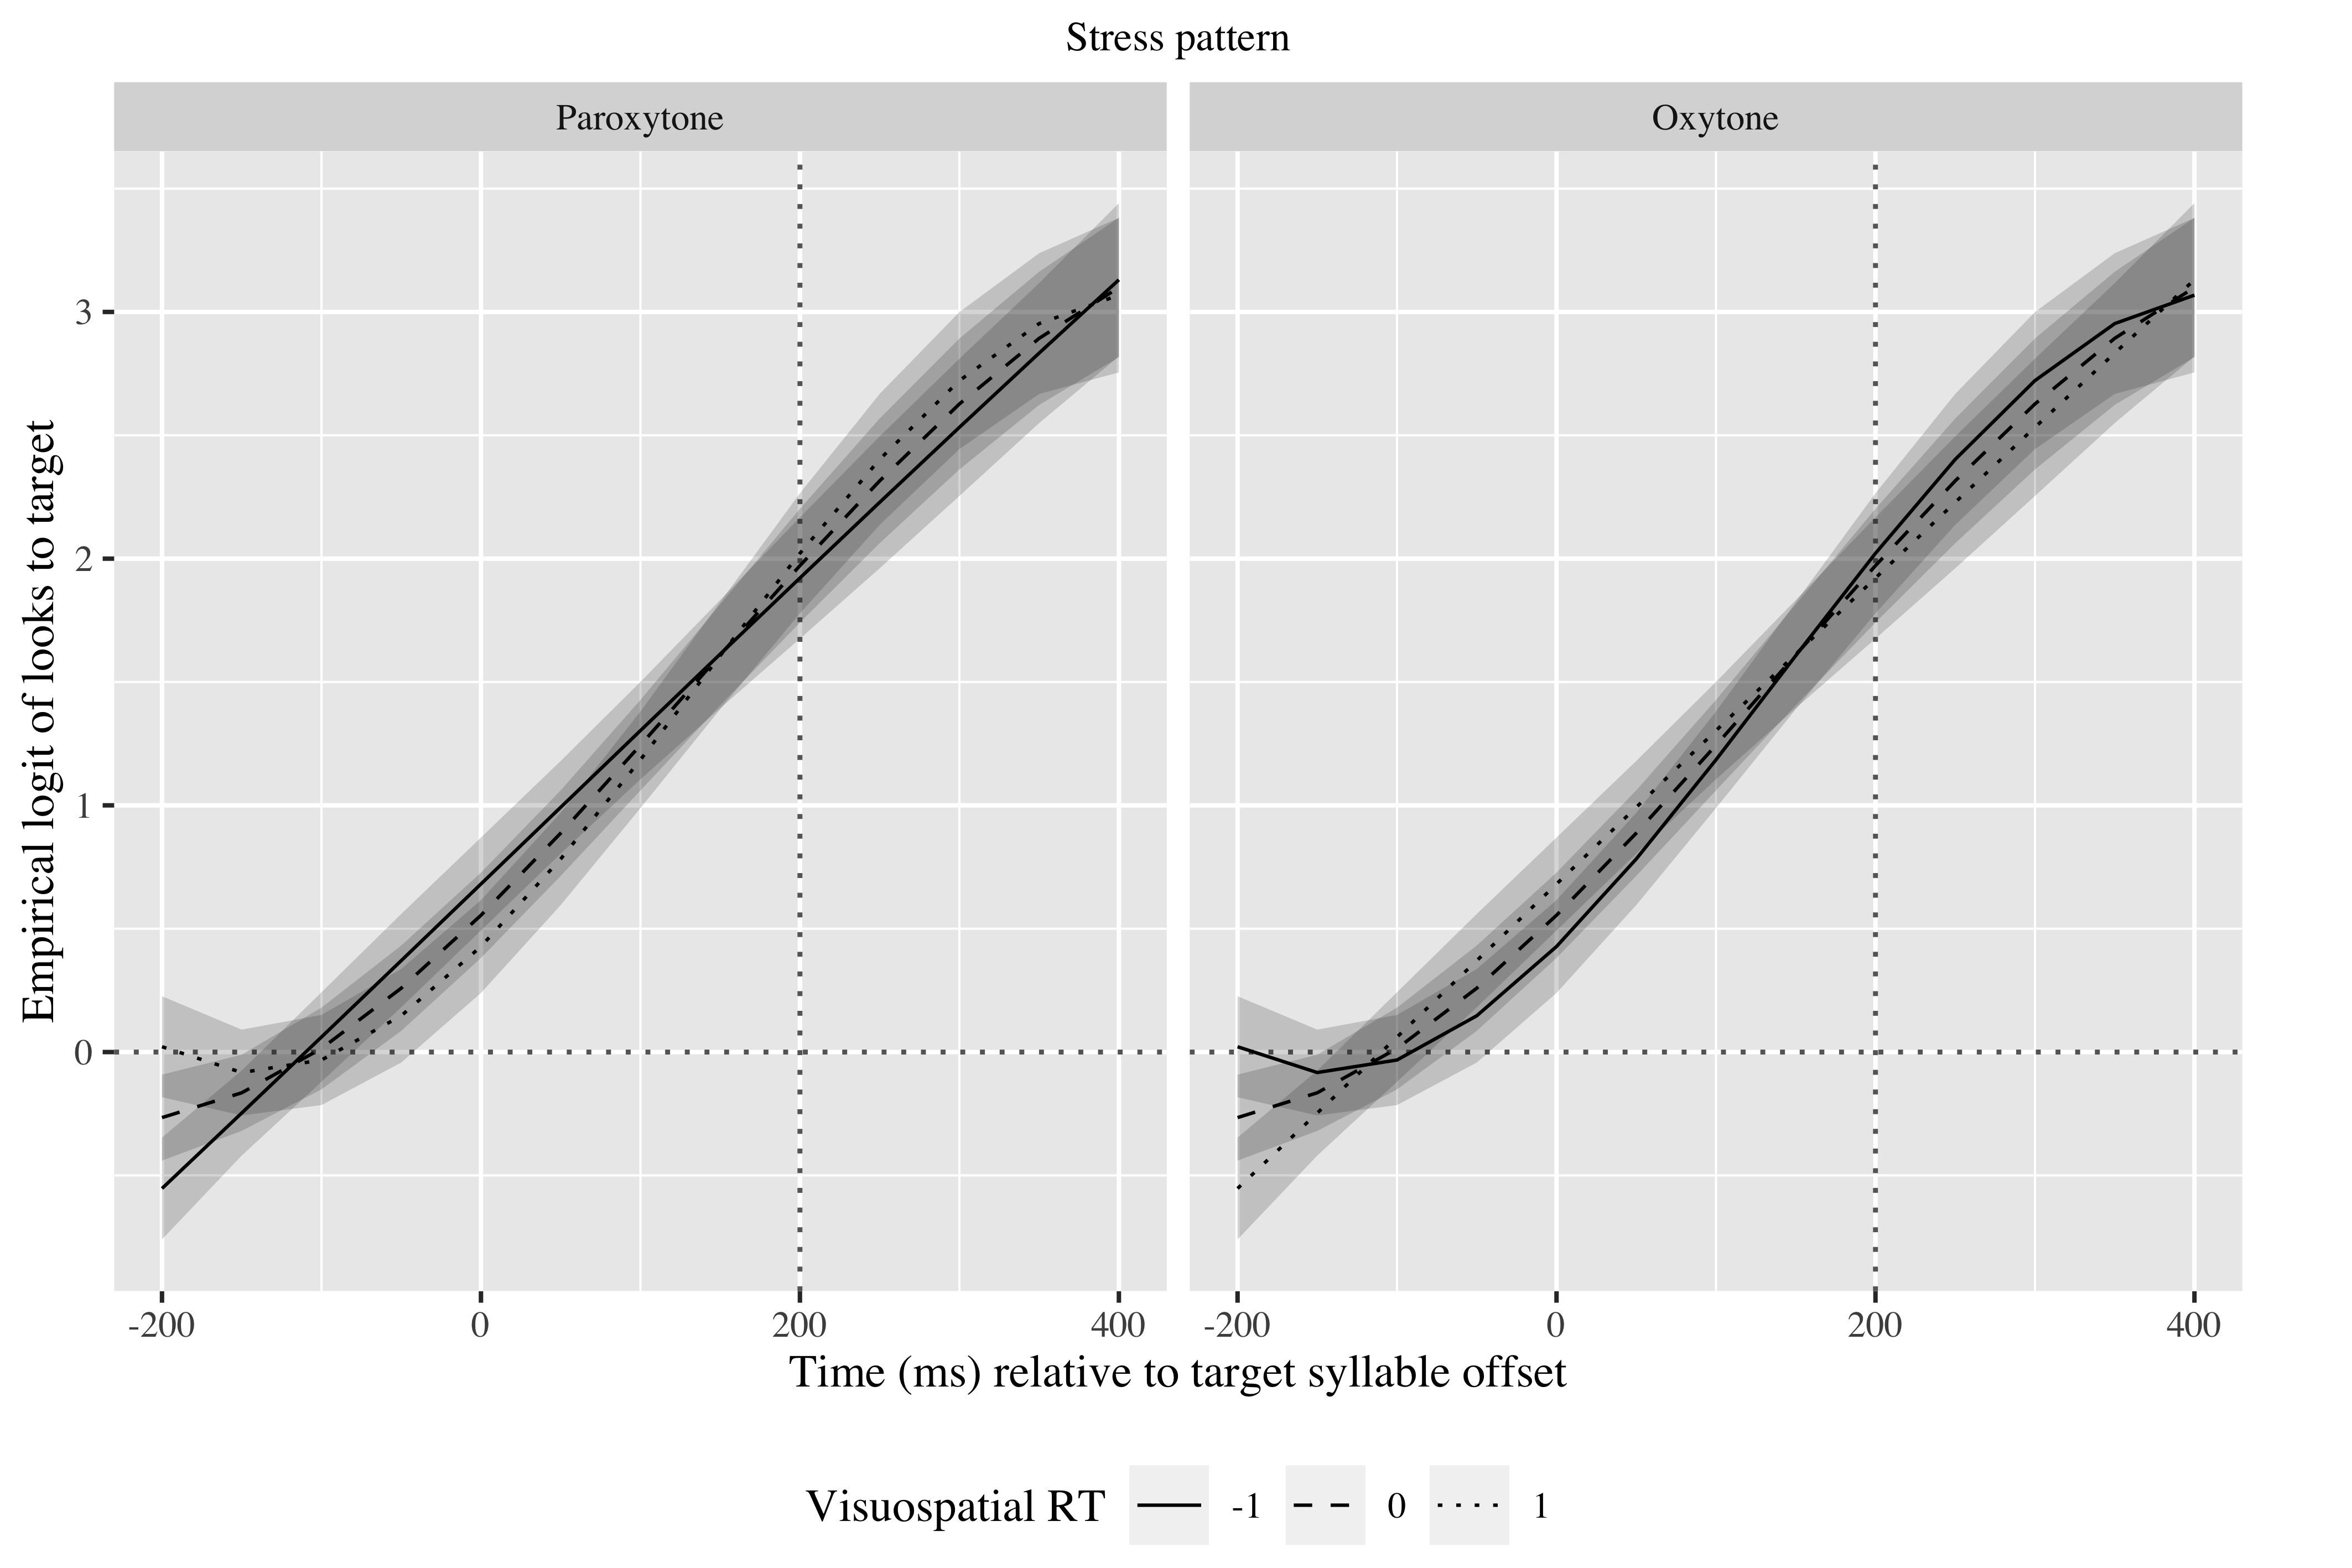 Stress pattern
Paroxytone Oxytone
Empirical logit of looks to target
3
2
1
0
-200 0 200 400 -200 0 200 400
Time (ms) relative to target syllable offset
Visuospatial RT -1 0 1